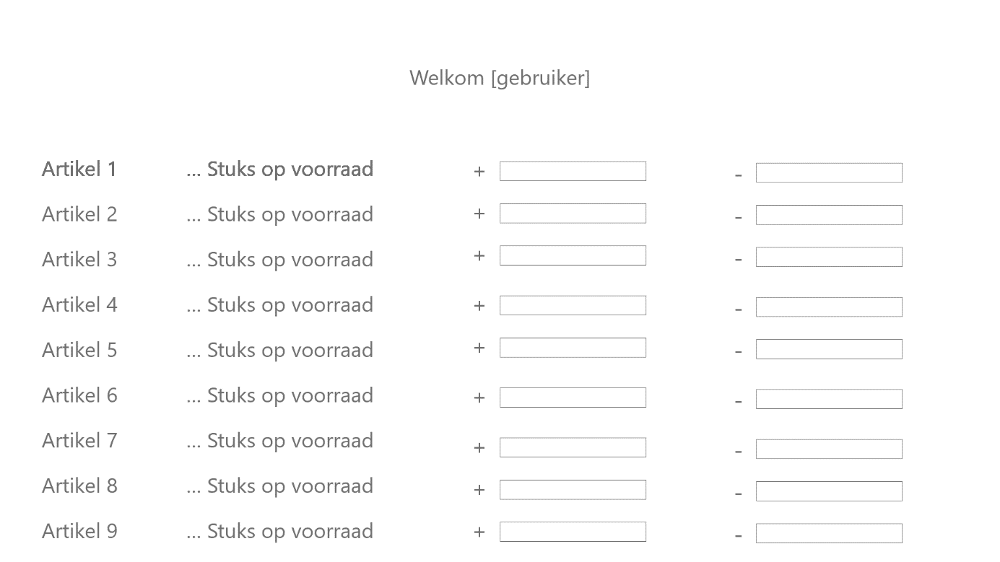 Welkom [gebruiker]
Artikel 1 ... Stuks op voorraad + -
Artikel 2 ... Stuks op voorraad + -
Artikel 3 ... Stuks op voorraad + -
Artikel 4 ... Stuks op voorraad + -
Artikel 5 ... Stuks op voorraad + -
Artikel 6 ... Stuks op voorraad + -
Artikel 7 ... Stuks op voorraad + -
Artikel 8 ... Stuks op voorraad + -
Artikel 9 ... Stuks op voorraad + -